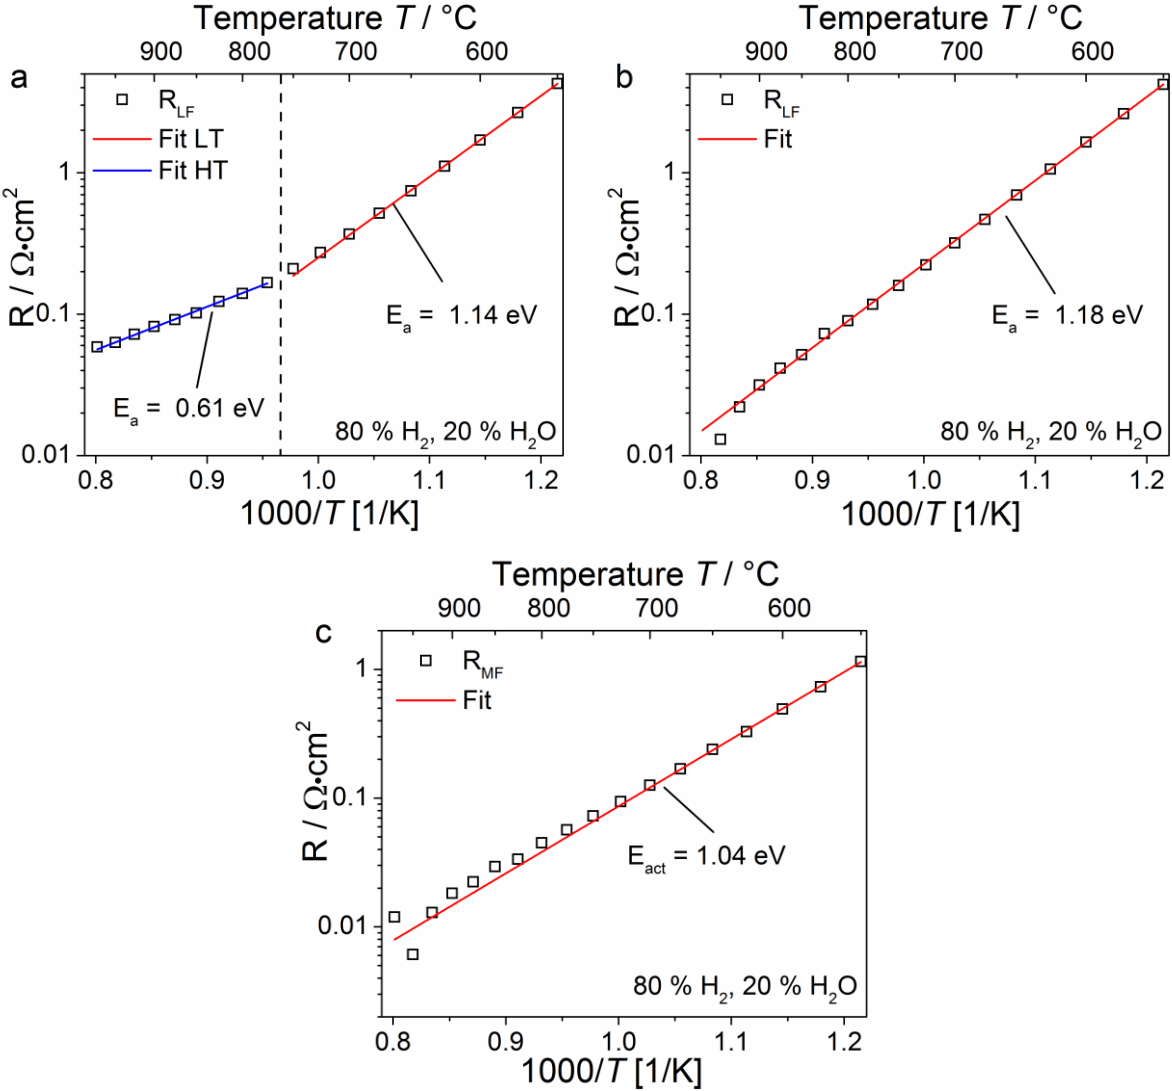 Temperature T / °C
900 800 700 600
a
R_LF
Fit LT
Fit HT
1
0.1
0.01
R / Ω•cm²
E_a = 1.14 eV
E_a = 0.61 eV
80 % H₂, 20 % H₂O
0.8 0.9 1.0 1.1 1.2
1000/T [1/K]
Temperature T / °C
900 800 700 600
b
R_LF
Fit
1
0.1
0.01
R / Ω•cm²
E_a = 1.18 eV
80 % H₂, 20 % H₂O
0.8 0.9 1.0 1.1 1.2
1000/T [1/K]
Temperature T / °C
900 800 700 600
c
R_MF
Fit
1
0.1
0.01
R / Ω•cm²
E_act = 1.04 eV
80 % H₂, 20 % H₂O
0.8 0.9 1.0 1.1 1.2
1000/T [1/K]